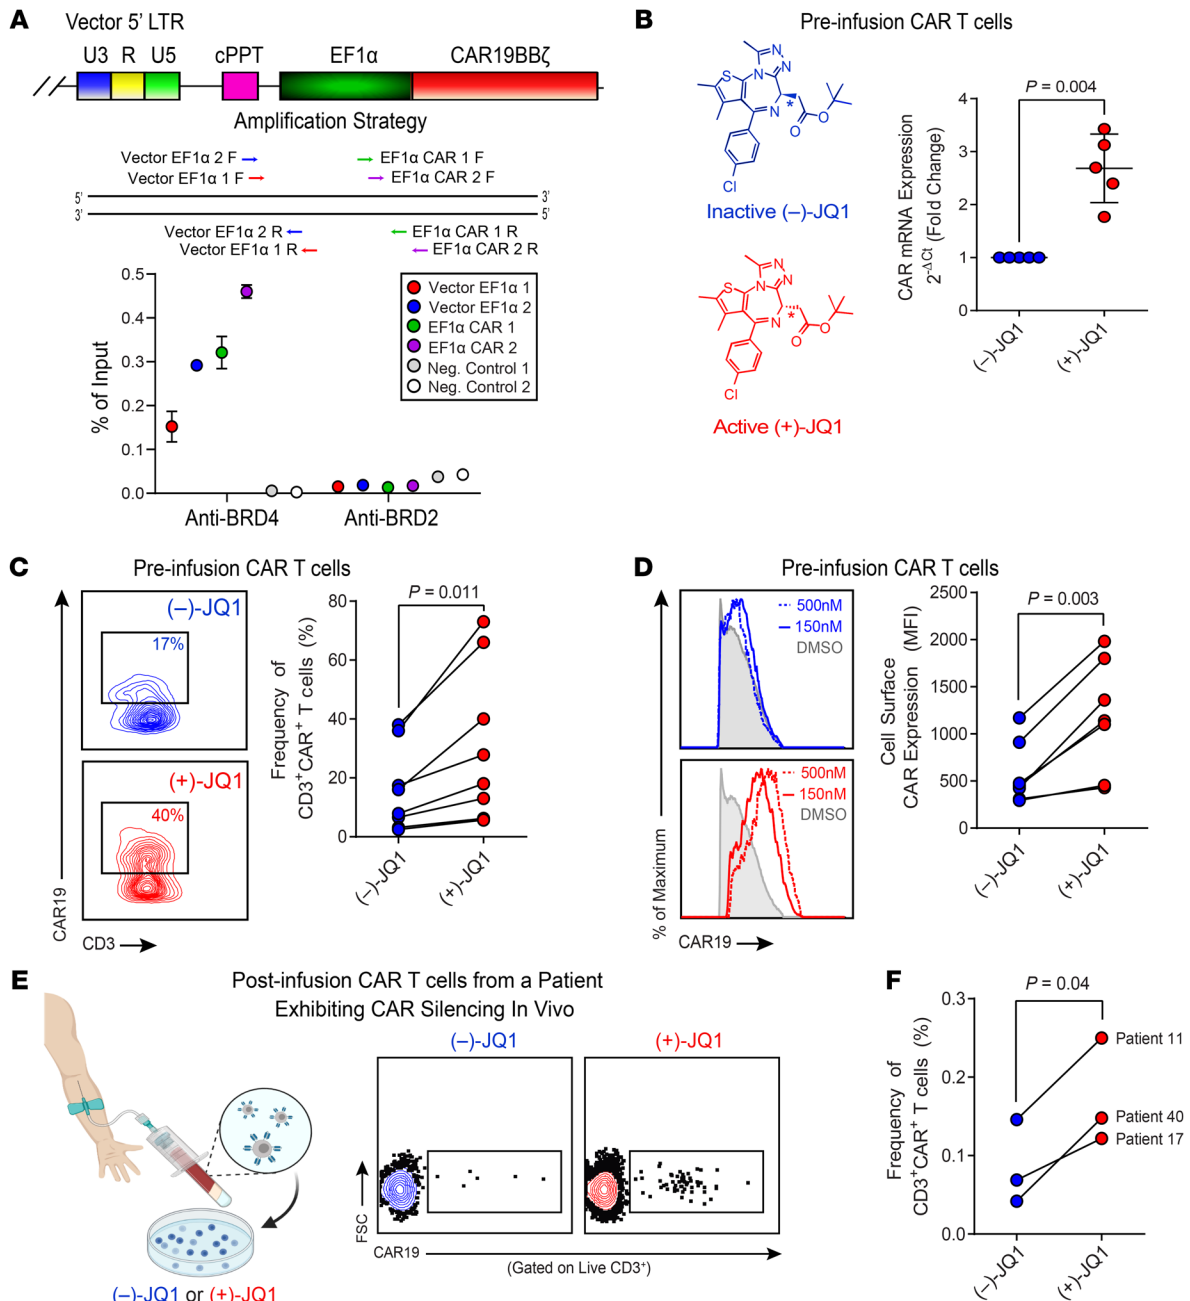 A
Vector 5’ LTR
U3 R U5 cPPT EF1α CAR19BBζ
Amplification Strategy
Vector EF1α 2 F
EF1α CAR 1 F
Vector EF1α 1 F
EF1α CAR 2 F
5' 3'
3' 5'
Vector EF1α 2 R
EF1α CAR 1 R
Vector EF1α 1 R
EF1α CAR 2 R
% of Input
0.5
0.4
0.3
0.2
0.1
0.0
Vector EF1α 1
Vector EF1α 2
EF1α CAR 1
EF1α CAR 2
Neg. Control 1
Neg. Control 2
Anti-BRD4 Anti-BRD2
B
Pre-infusion CAR T cells
N
N
S
N
N
*
O
O
Cl
Inactive (–)-JQ1
N
N
S
N
N
*
O
O
Cl
Active (+)-JQ1
CAR mRNA Expression
2^-ΔCt (Fold Change)
P = 0.004
4
3
2
1
0
(–)-JQ1
(+)-JQ1
C
Pre-infusion CAR T cells
(–)-JQ1
17%
(+)-JQ1
40%
CAR19
CD3
Frequency of
CD3+CAR+ T cells (%)
P = 0.011
80
60
40
20
0
(–)-JQ1
(+)-JQ1
D
Pre-infusion CAR T cells
500nM
150nM
DMSO
500nM
150nM
DMSO
% of Maximum
CAR19
Cell Surface
CAR Expression (MFI)
P = 0.003
2500
2000
1500
1000
500
0
(–)-JQ1
(+)-JQ1
E
Post-infusion CAR T cells from a Patient
Exhibiting CAR Silencing In Vivo
(–)-JQ1 (+)-JQ1
FSC
CAR19
(Gated on Live CD3+)
(–)-JQ1 or (+)-JQ1
F
Frequency of
CD3+CAR+ T cells (%)
P = 0.04
0.3
0.2
0.1
0.0
Patient 11
Patient 40
Patient 17
(–)-JQ1
(+)-JQ1